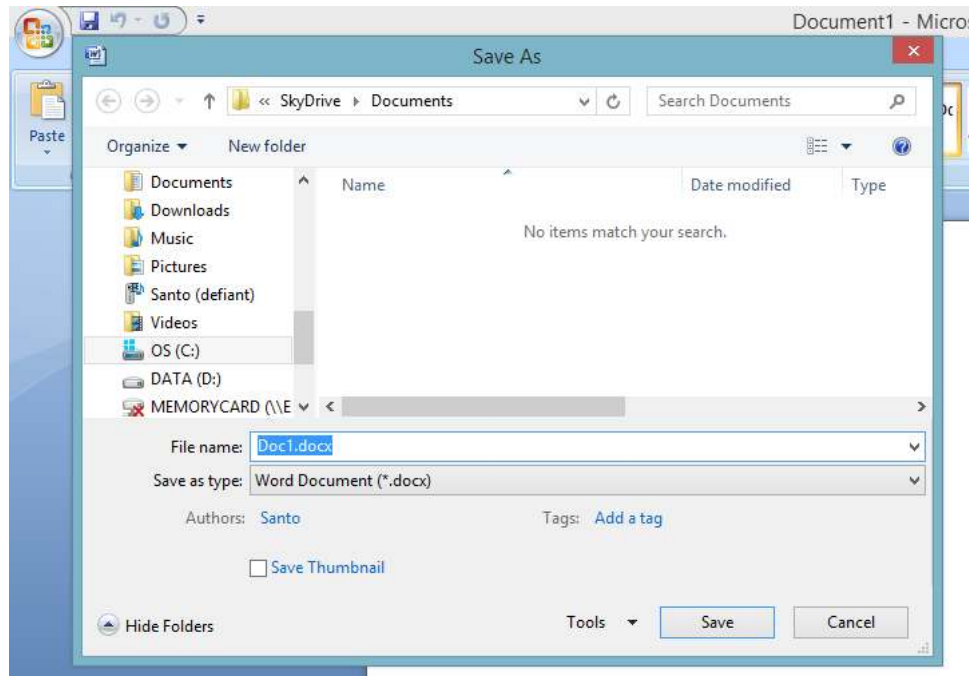 Document1 - Micros
Save As
« SkyDrive ▸ Documents
Search Documents
Paste
Organize
New folder
Name
Date modified
Type
No items match your search.
Documents
Downloads
Music
Pictures
Santo (defiant)
Videos
OS (C:)
DATA (D:)
MEMORYCARD (\\E
File name: Doc1.docx
Save as type: Word Document (*.docx)
Authors: Santo
Tags: Add a tag
Save Thumbnail
Hide Folders
Tools
Save
Cancel